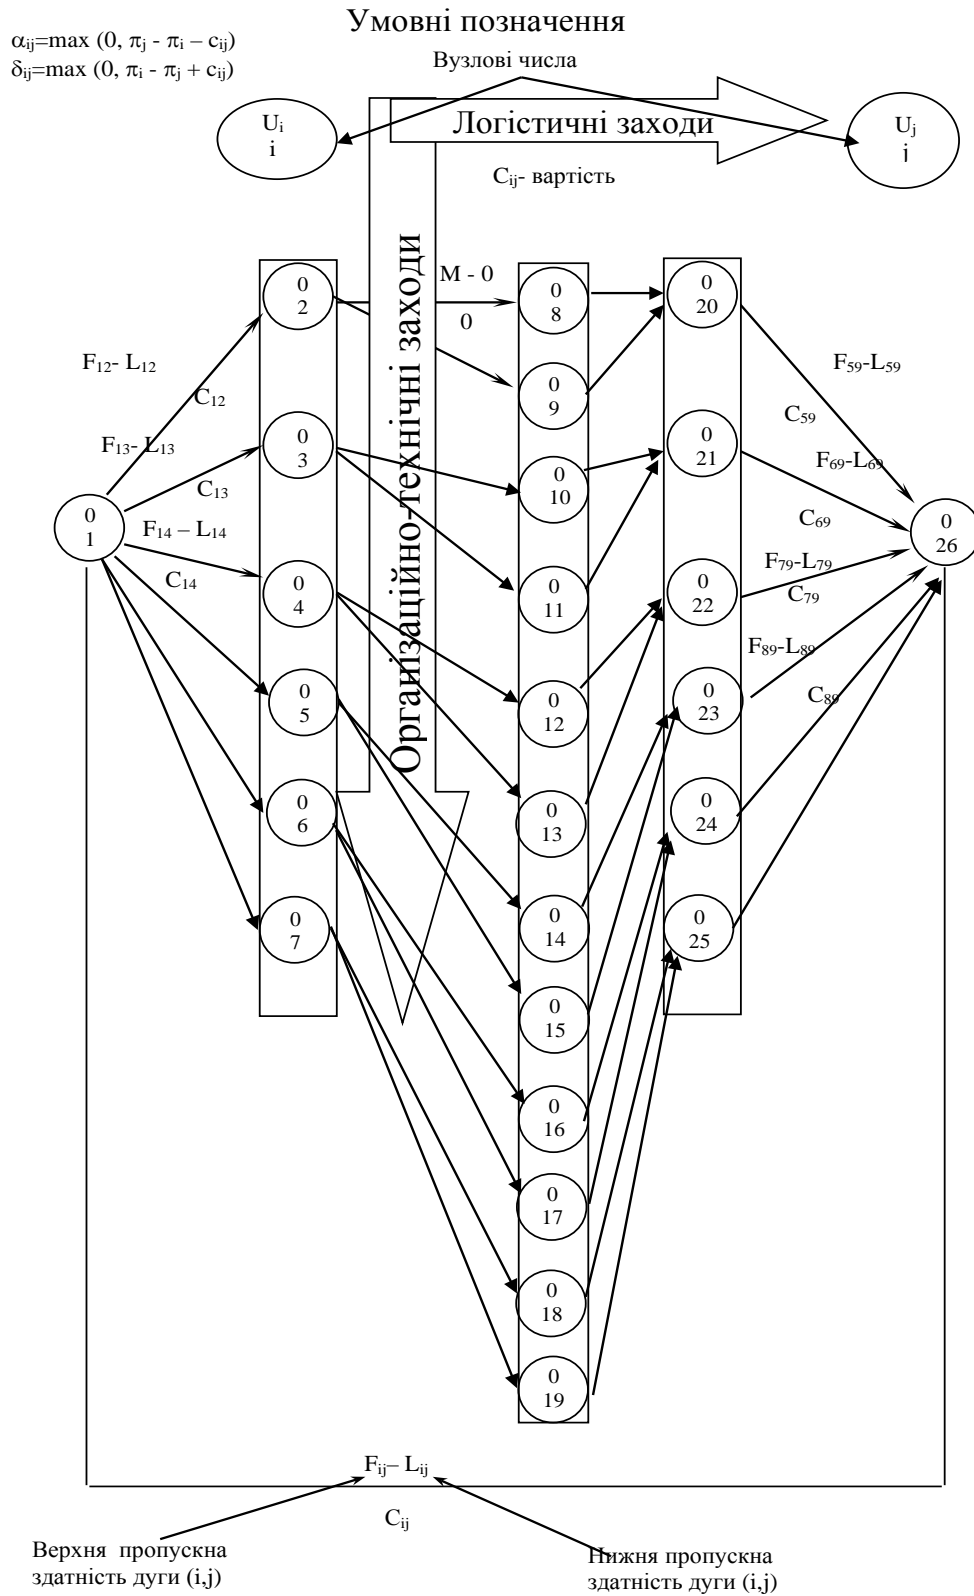 Умовні позначення
αij=max (0, πj - πi – cij)
δij=max (0, πi - πj + cij)
Вузлові числа
Ui
i
Логістичні заходи
Uj
j
Cij- вартість
Організаційно-технічні заходи
M - 0
0
F12- L12
C12
F13- L13
C13
F14 – L14
C14
0
1
0
2
0
3
0
4
0
5
0
6
0
7
0
8
0
9
0
10
0
11
0
12
0
13
0
14
0
15
0
16
0
17
0
18
0
19
0
20
0
21
0
22
0
23
0
24
0
25
F59-L59
C59
F69-L69
C69
F79-L79
C79
F89-L89
C89
0
26
Fij– Lij
Cij
Верхня пропускна
здатність дуги (i,j)
Нижня пропускна
здатність дуги (i,j)